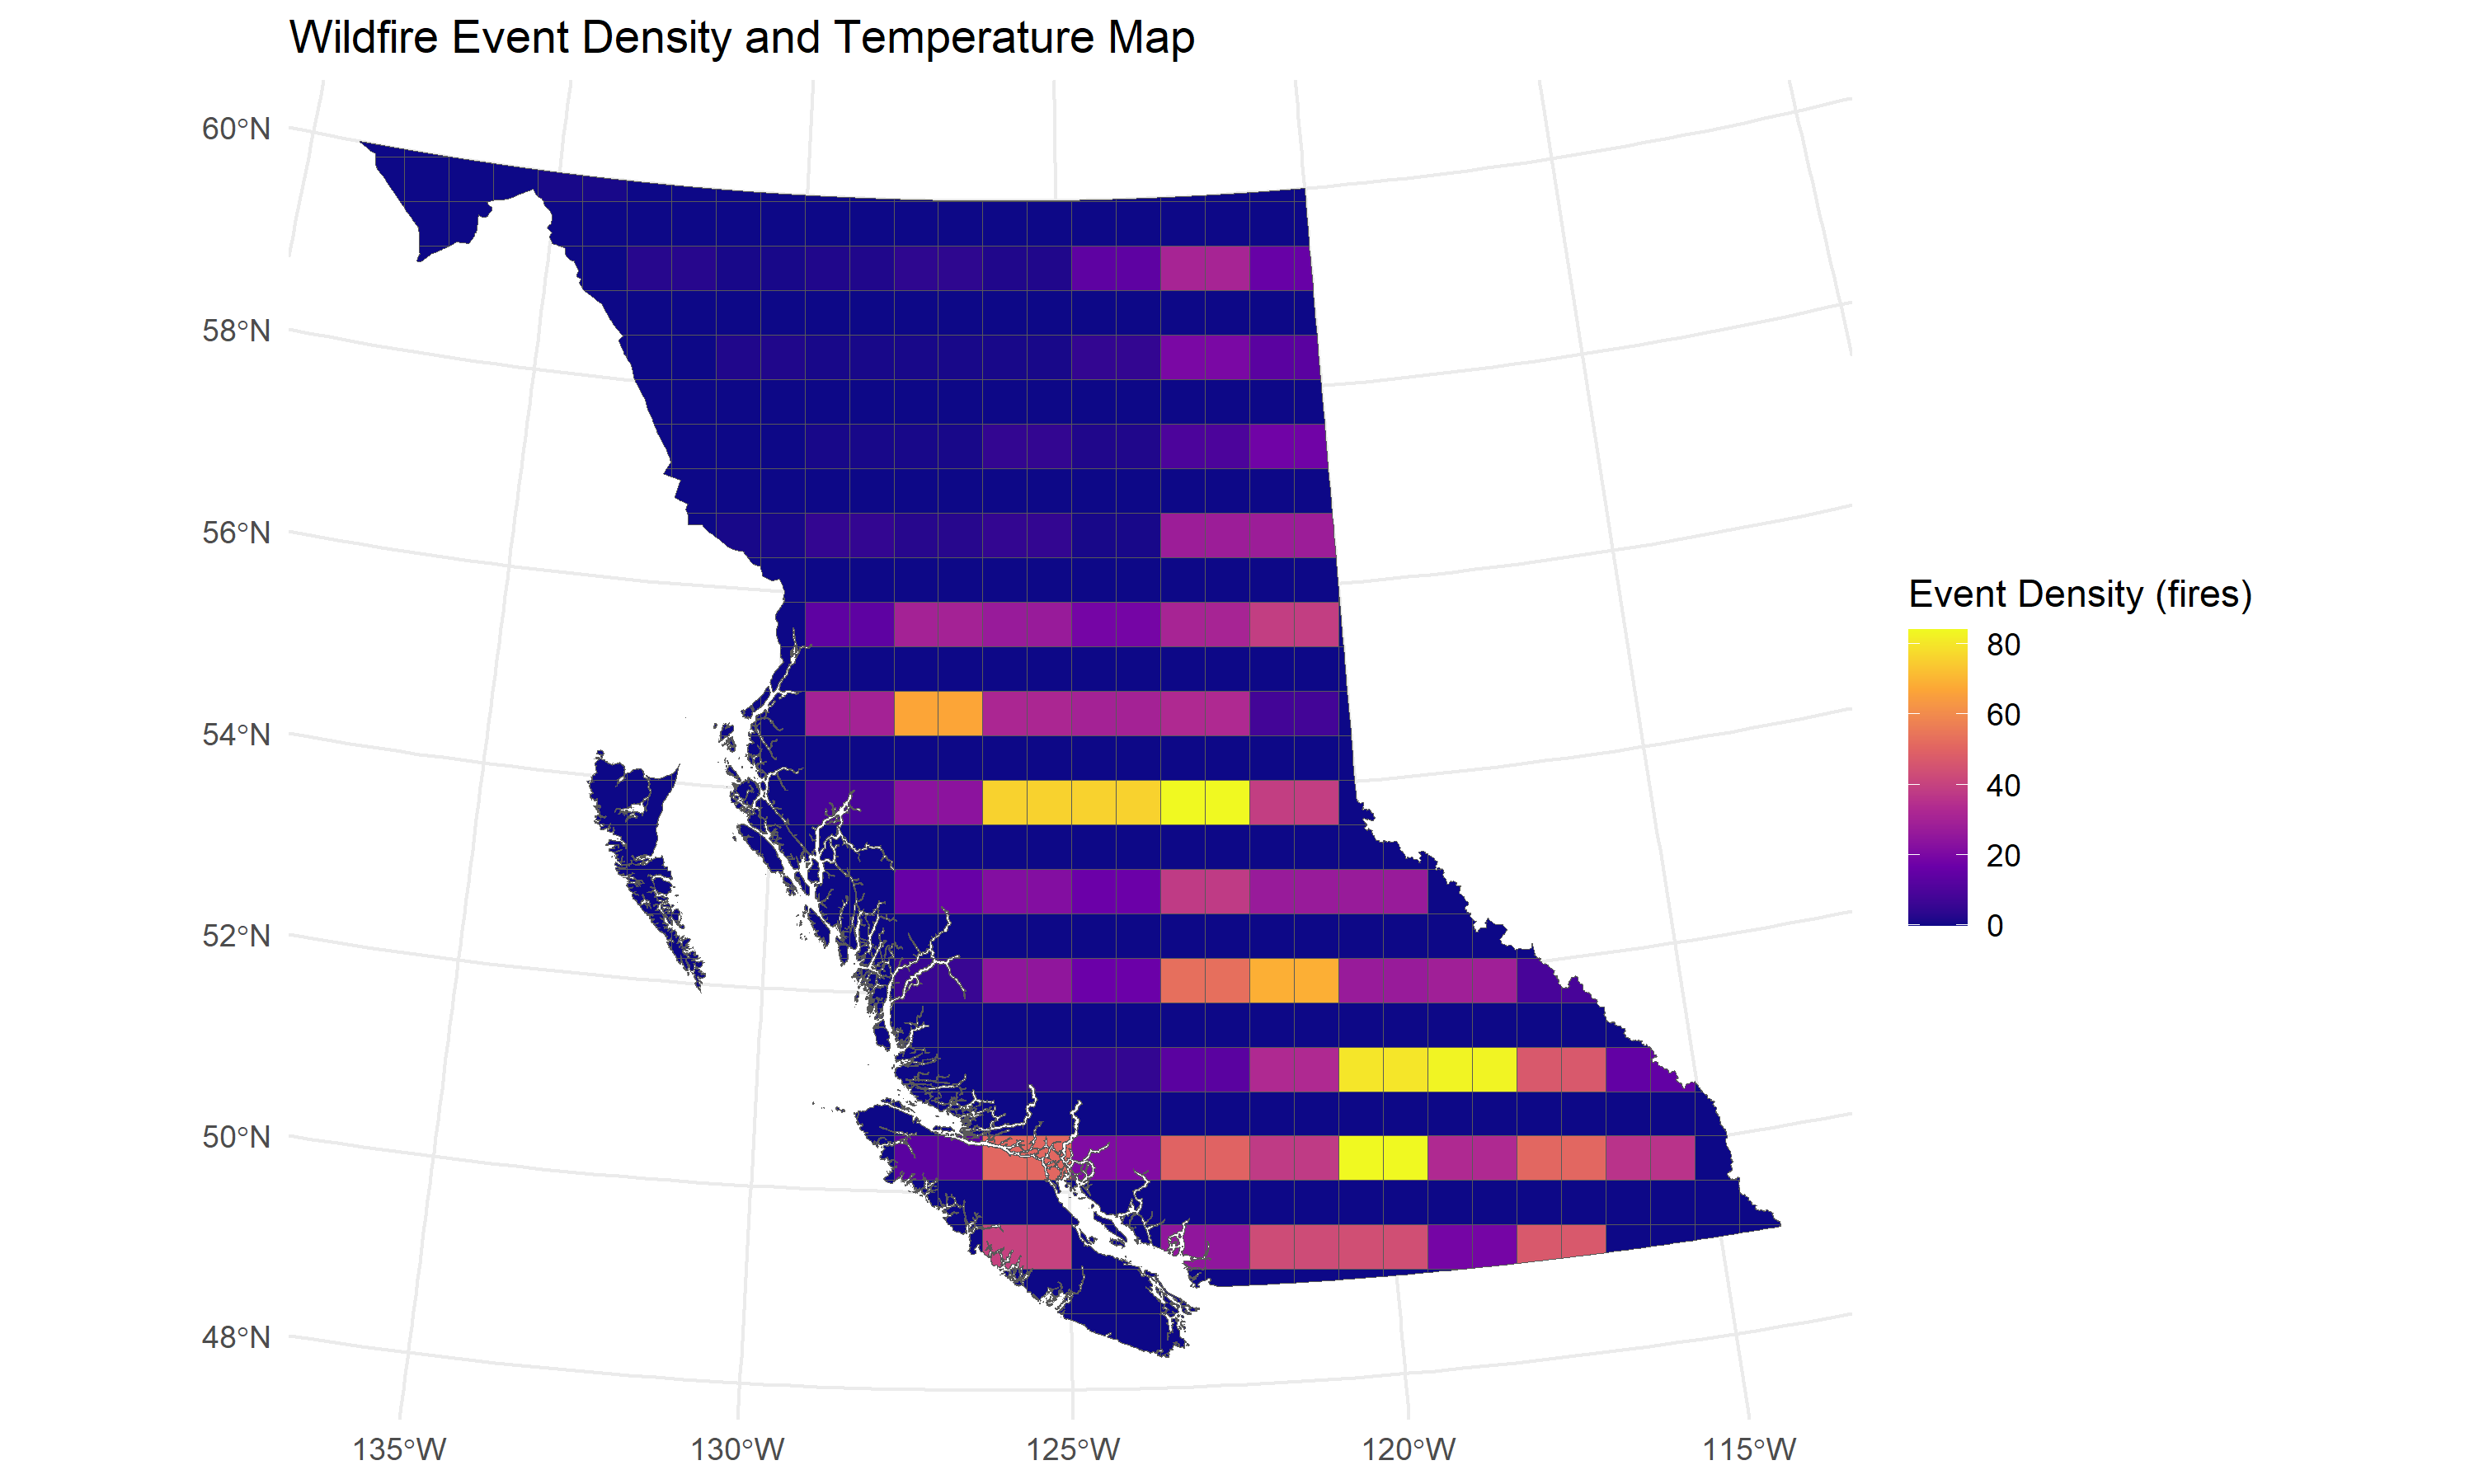 Wildfire Event Density and Temperature Map
60°N
58°N
56°N
54°N
52°N
50°N
48°N
135°W
130°W
125°W
120°W
115°W
Event Density (fires)
80
60
40
20
0